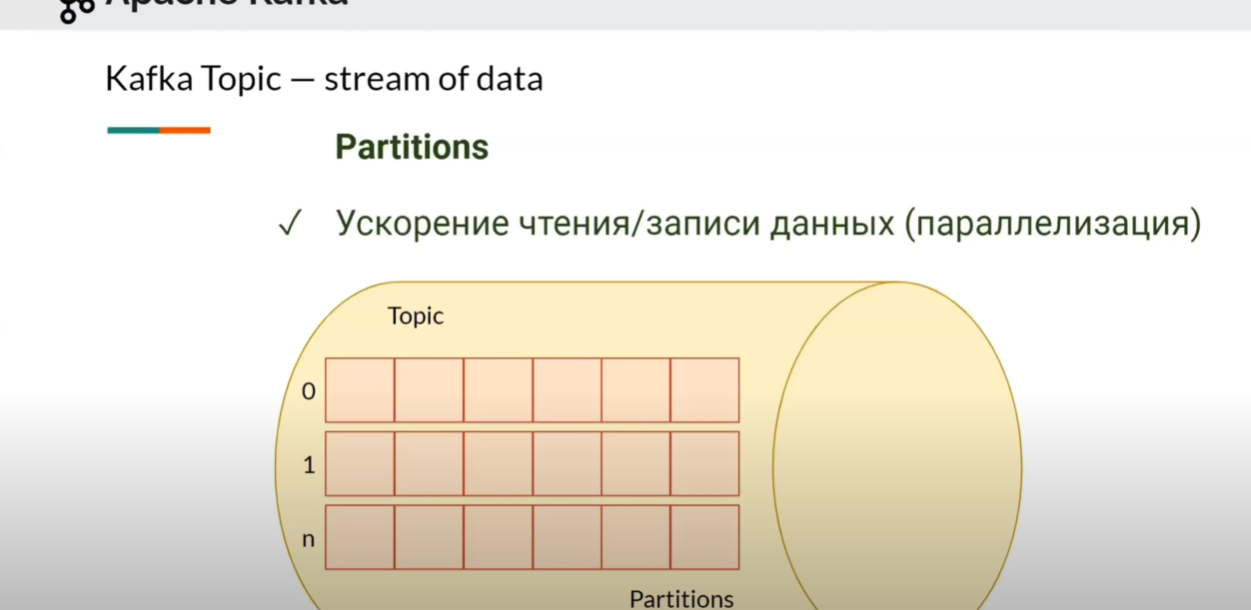 Apache Kafka
Kafka Topic — stream of data
Partitions
✓ Ускорение чтения/записи данных (параллелизация)
Topic
0
1
n
Partitions